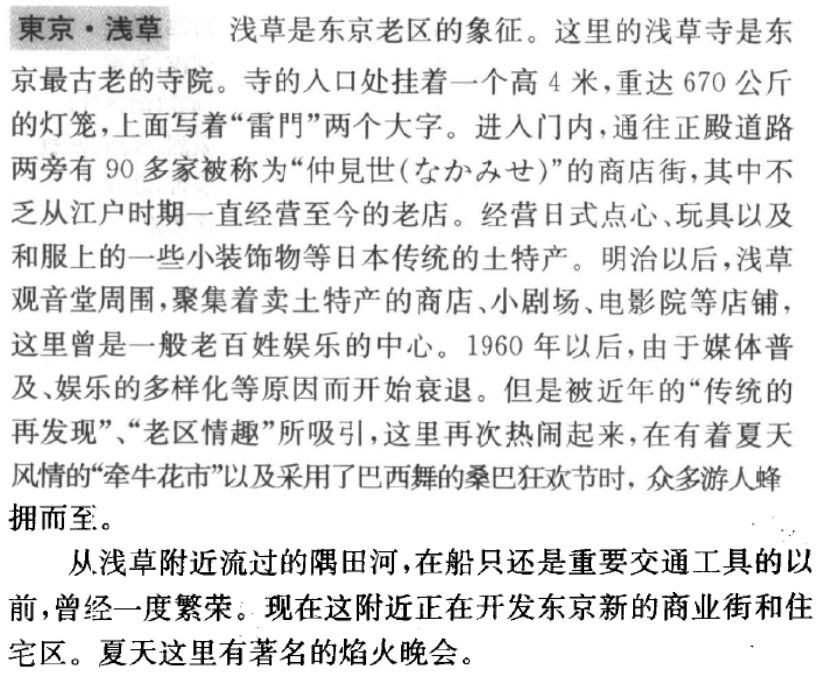 東京・浅草 浅草是东京老区的象征。这里的浅草寺是东
京最古老的寺院。寺的入口处挂着一个高 4 米,重达 670 公斤
的灯笼,上面写着“雷門”两个大字。进入门内,通往正殿道路
两旁有 90 多家被称为“仲見世(なかみせ)”的商店街,其中不
乏从江户时期一直经营至今的老店。经营日式点心、玩具以及
和服上的一些小装饰物等日本传统的土特产。明治以后,浅草
观音堂周围,聚集着卖土特产的商店、小剧场、电影院等店铺,
这里曾是一般老百姓娱乐的中心。1960 年以后,由于媒体普
及、娱乐的多样化等原因而开始衰退。但是被近年的“传统的
再发现”、“老区情趣”所吸引,这里再次热闹起来,在有着夏天
风情的“牵牛花市”以及采用了巴西舞的桑巴狂欢节时,众多游人蜂
拥而至。
从浅草附近流过的隅田河,在船只还是重要交通工具的以
前,曾经一度繁荣。现在这附近正在开发东京新的商业街和住
宅区。夏天这里有著名的焰火晚会。